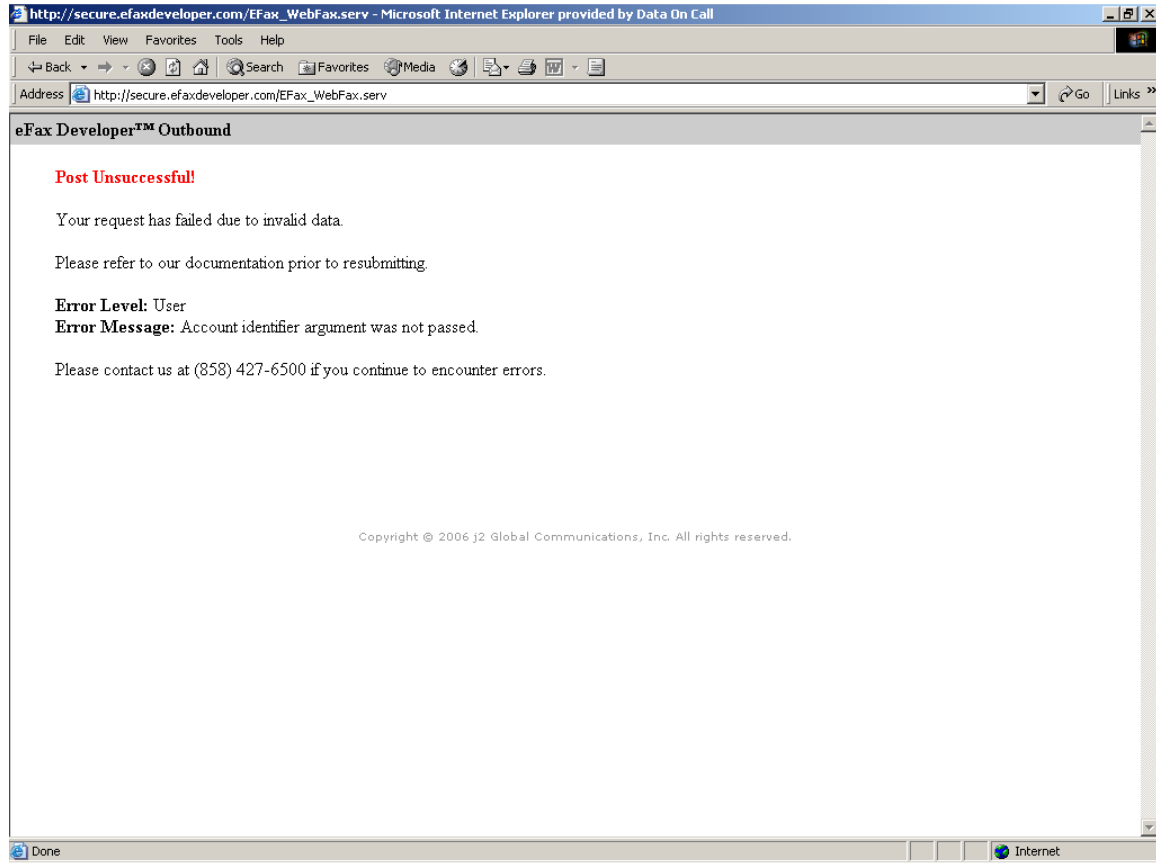 http://secure.efaxdeveloper.com/EFax_WebFax.serv - Microsoft Internet Explorer provided by Data On Call
File Edit View Favorites Tools Help
Back Search Favorites Media
Address http://secure.efaxdeveloper.com/EFax_WebFax.serv Go Links »
eFax Developer™ Outbound
Post Unsuccessful!
Your request has failed due to invalid data.
Please refer to our documentation prior to resubmitting.
Error Level: User
Error Message: Account identifier argument was not passed.
Please contact us at (858) 427-6500 if you continue to encounter errors.
Copyright © 2006 j2 Global Communications, Inc. All rights reserved.
Done Internet